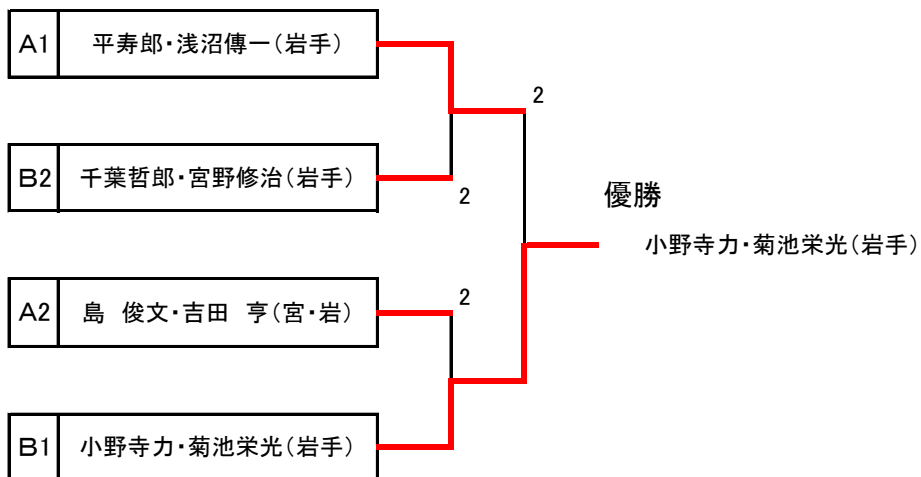 A1 平寿郎・浅沼傳一(岩手)
2
B2 千葉哲郎・宮野修治(岩手)
2
優勝
小野寺力・菊池栄光(岩手)
A2 島　俊文・吉田　亨(宮・岩)
2
B1 小野寺力・菊池栄光(岩手)